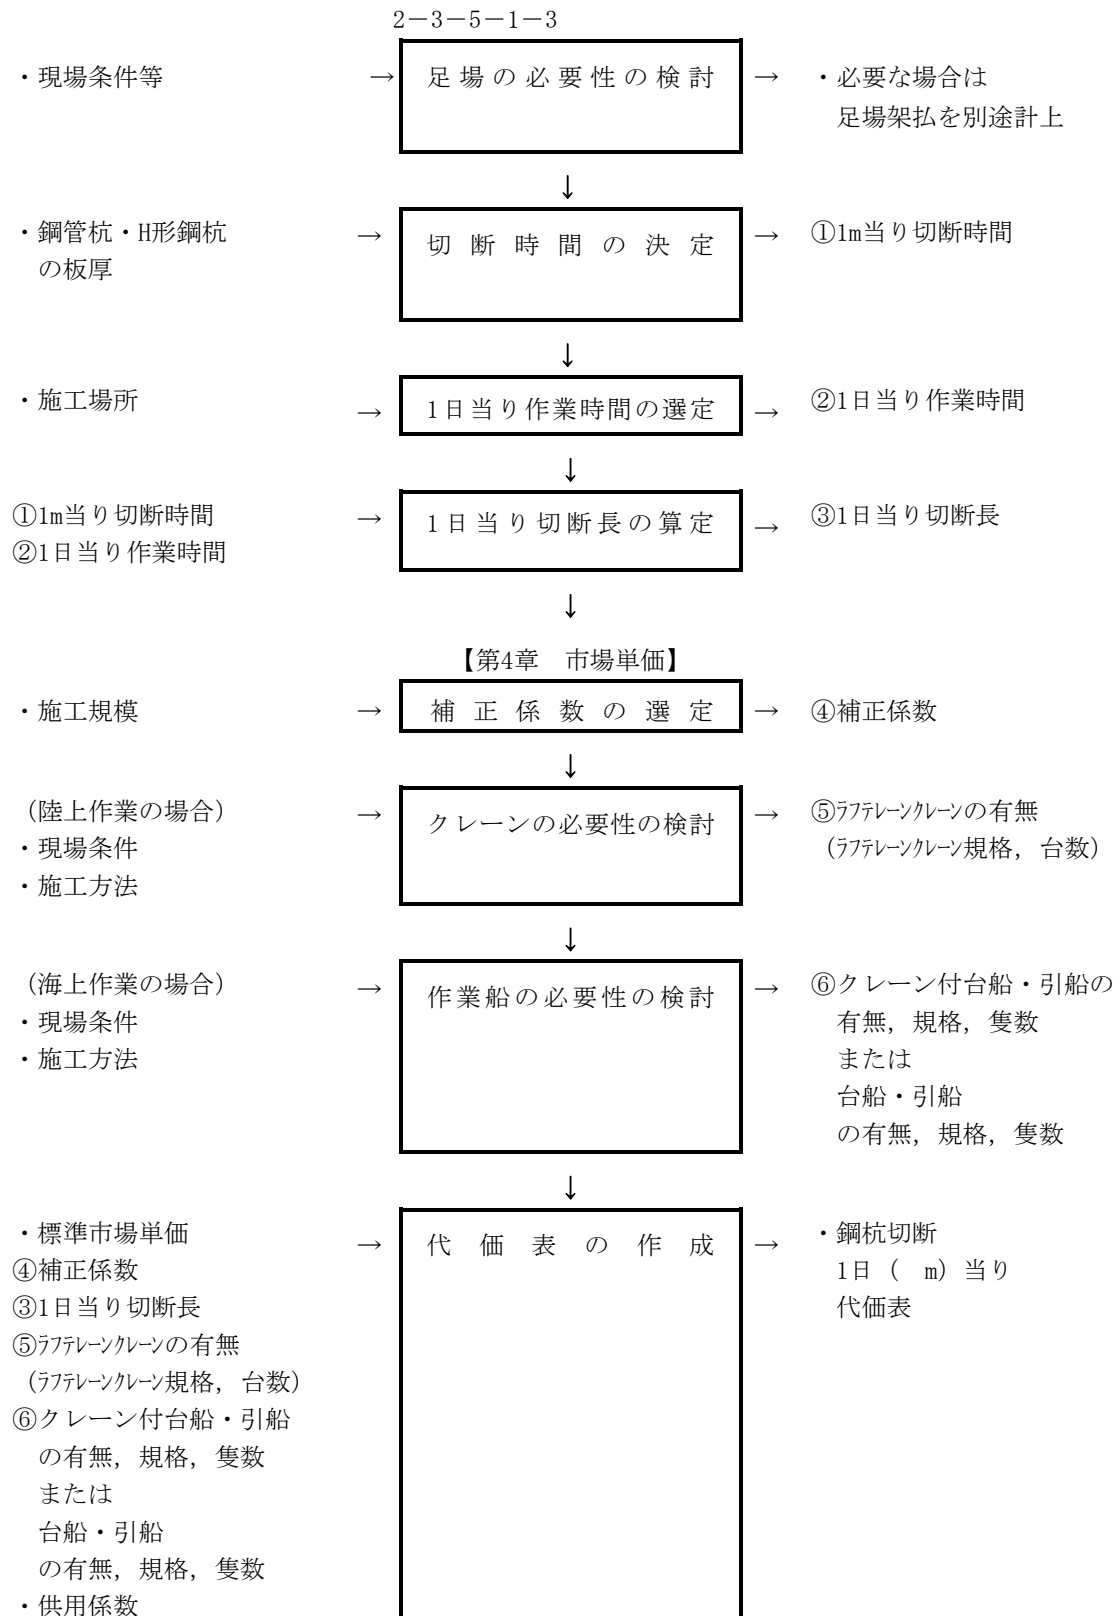 2-3-5-1-3
・現場条件等 → 足場の必要性の検討 → ・必要な場合は
足場架払を別途計上
↓
・鋼管杭・H形鋼杭 → 切断時間の決定 → ①1m当り切断時間
の板厚
↓
・施工場所 → 1日当り作業時間の選定 → ②1日当り作業時間
↓
①1m当り切断時間 → 1日当り切断長の算定 → ③1日当り切断長
②1日当り作業時間
↓
【第4章 市場単価】
・施工規模 → 補正係数の選定 → ④補正係数
↓
(陸上作業の場合) → クレーンの必要性の検討 → ⑤ﾗﾌﾃﾚｰﾝｸﾚｰﾝの有無
・現場条件 (ﾗﾌﾃﾚｰﾝｸﾚｰﾝ規格, 台数)
・施工方法
↓
(海上作業の場合) → 作業船の必要性の検討 → ⑥クレーン付台船・引船の
・現場条件 有無, 規格, 隻数
・施工方法 または
台船・引船
の有無, 規格, 隻数
↓
・標準市場単価 → 代価表の作成 → ・鋼杭切断
④補正係数 1日 ( m) 当り
③1日当り切断長 代価表
⑤ﾗﾌﾃﾚｰﾝｸﾚｰﾝの有無
(ﾗﾌﾃﾚｰﾝｸﾚｰﾝ規格, 台数)
⑥クレーン付台船・引船
の有無, 規格, 隻数
または
台船・引船
の有無, 規格, 隻数
・供用係数